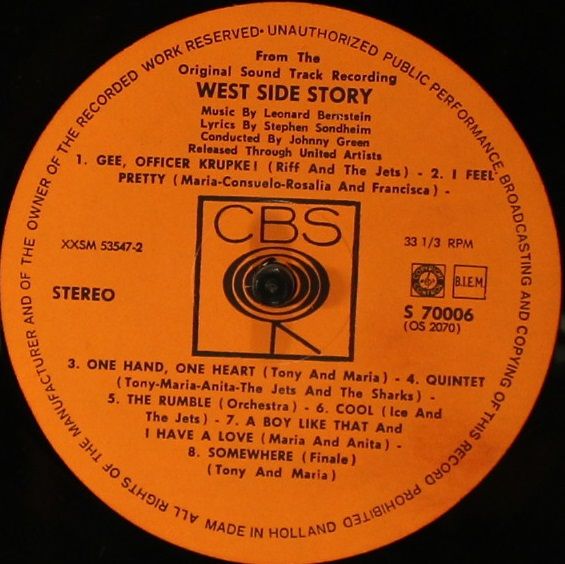 ALL RIGHTS OF THE MANUFACTURER AND OF THE OWNER OF THE RECORDED WORK RESERVED · UNAUTHORIZED PUBLIC PERFORMANCE, BROADCASTING AND COPYING OF THIS RECORD PROHIBITED
MADE IN HOLLAND
From The
Original Sound Track Recording
WEST SIDE STORY
Music By Leonard Bernstein
Lyrics By Stephen Sondheim
Conducted By Johnny Green
Released Through United Artists
1. GEE, OFFICER KRUPKE! (Riff And The Jets) - 2. I FEEL
PRETTY (Maria-Consuelo-Rosalia And Francisca) -
CBS
XXSM 53547-2
33 1/3 RPM
B.I.E.M.
STEREO
S 70006
(OS 2070)
3. ONE HAND, ONE HEART (Tony And Maria) - 4. QUINTET
(Tony-Maria-Anita-The Jets And The Sharks) -
5. THE RUMBLE (Orchestra) - 6. COOL (Ice And
The Jets) - 7. A BOY LIKE THAT And
I HAVE A LOVE (Maria And Anita) -
8. SOMEWHERE (Finale)
(Tony And Maria)